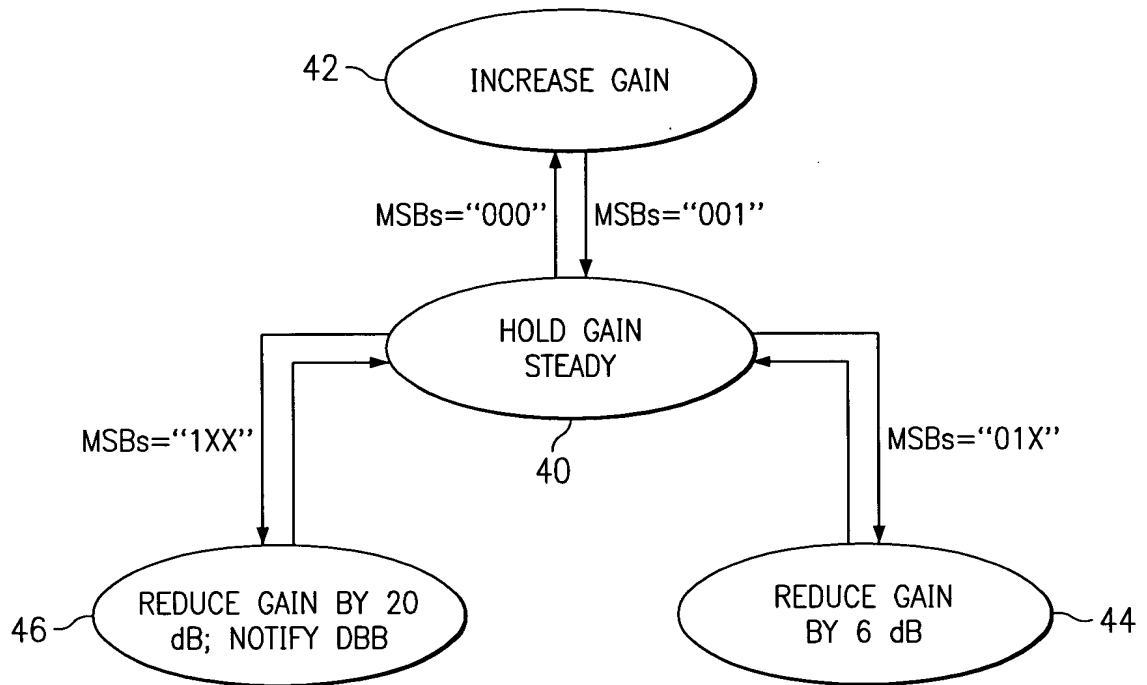 42
INCREASE GAIN
MSBs=“000”
MSBs=“001”
HOLD GAIN
STEADY
MSBs=“1XX”
MSBs=“01X”
40
REDUCE GAIN BY 20
dB; NOTIFY DBB
46
REDUCE GAIN
BY 6 dB
44